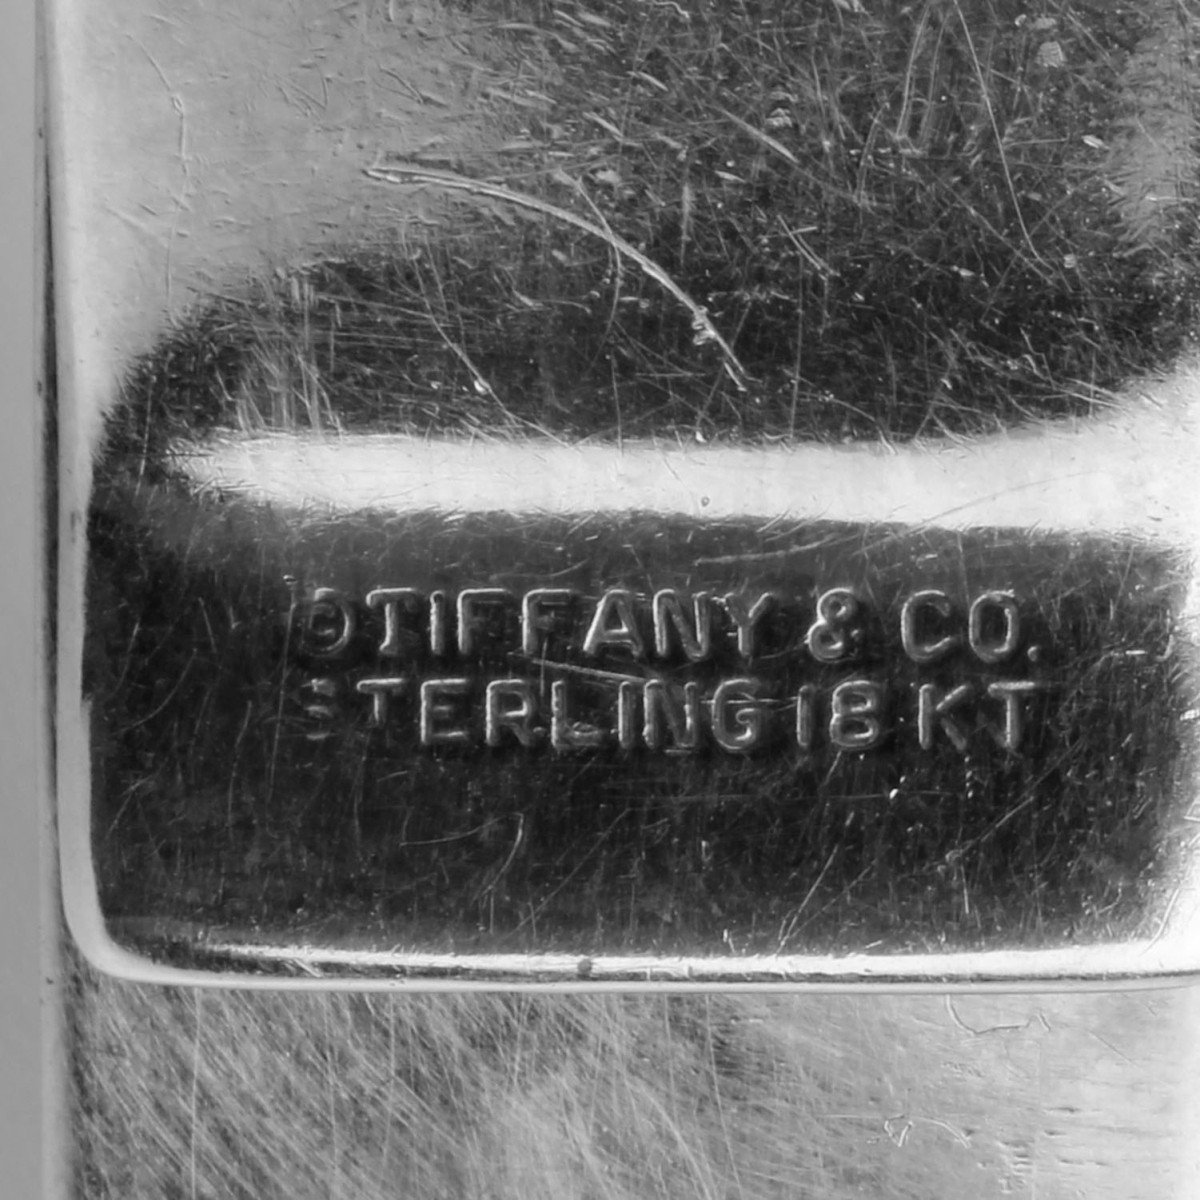 ©TIFFANY & CO.
STERLING 18 KT